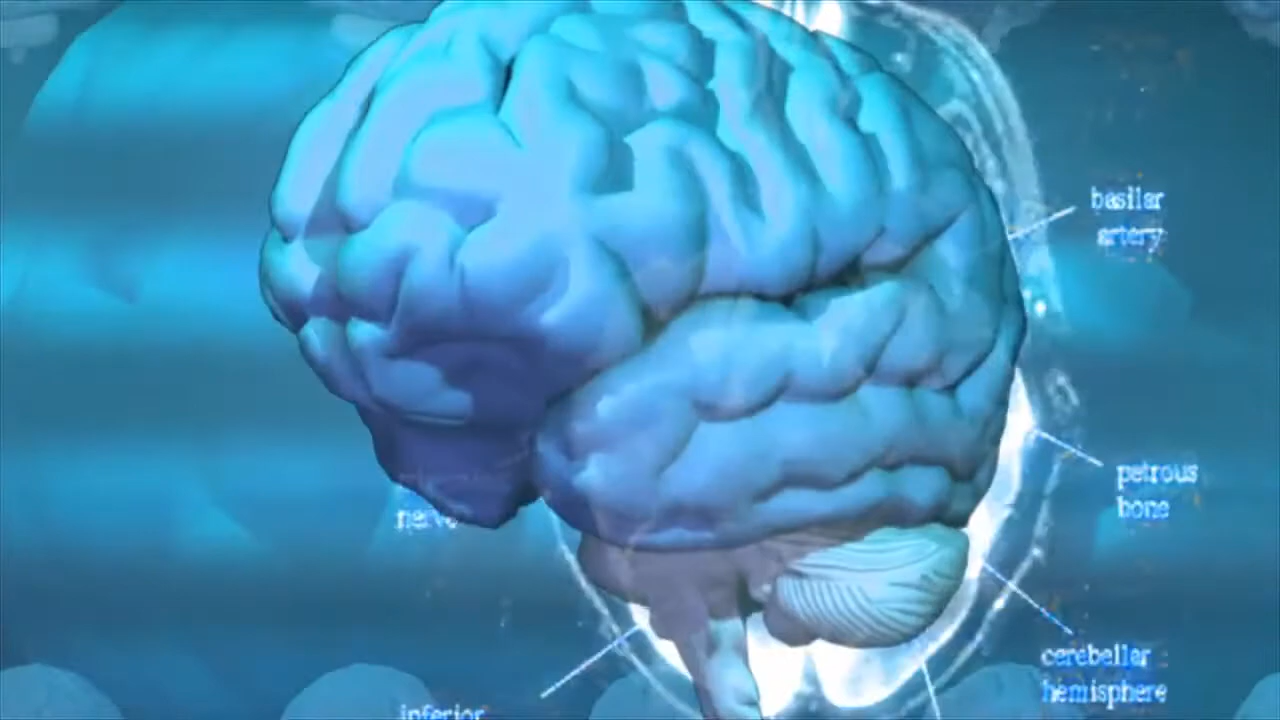 basilar
artery
petrous
bone
nerve
cerebellar
hemisphere
inferior